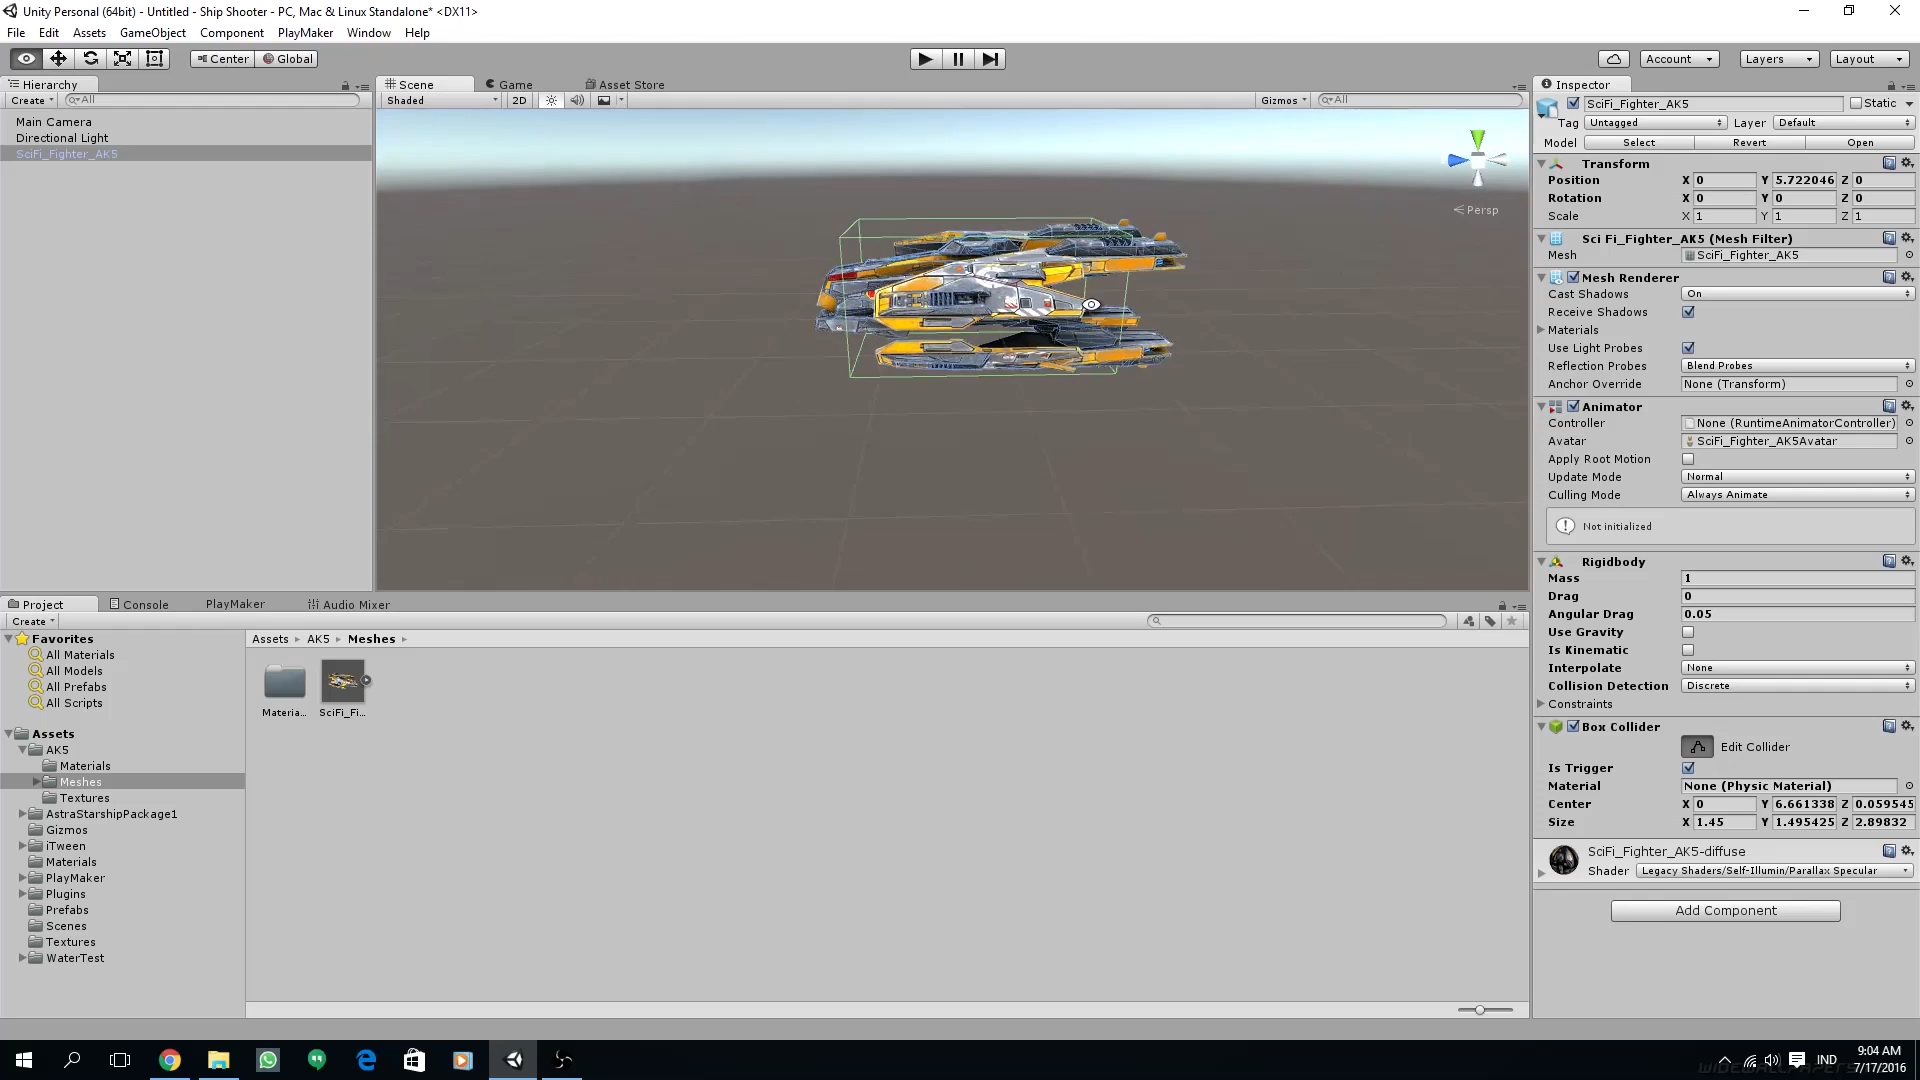 Unity Personal (64bit) - Untitled - Ship Shooter - PC, Mac & Linux Standalone* <DX11>
File Edit Assets GameObject Component PlayMaker Window Help
Center Global Account Layers Layout
Hierarchy
Create All
Main Camera
Directional Light
SciFi_Fighter_AK5
Scene Game Asset Store
Shaded 2D Gizmos All
Persp
Inspector
SciFi_Fighter_AK5 Static
Tag Untagged Layer Default
Model Select Revert Open
Transform
Position X 0 Y 5.722046 Z 0
Rotation X 0 Y 0 Z 0
Scale X 1 Y 1 Z 1
Sci Fi_Fighter_AK5 (Mesh Filter)
Mesh SciFi_Fighter_AK5
Mesh Renderer
Cast Shadows On
Receive Shadows
Materials
Use Light Probes
Reflection Probes Blend Probes
Anchor Override None (Transform)
Animator
Controller None (RuntimeAnimatorController)
Avatar SciFi_Fighter_AK5Avatar
Apply Root Motion
Update Mode Normal
Culling Mode Always Animate
Not initialized
Rigidbody
Mass 1
Drag 0
Angular Drag 0.05
Use Gravity
Is Kinematic
Interpolate None
Collision Detection Discrete
Constraints
Box Collider
Edit Collider
Is Trigger
Material None (Physic Material)
Center X 0 Y 6.661338 Z 0.059545
Size X 1.45 Y 1.495425 Z 2.89832
SciFi_Fighter_AK5-diffuse
Shader Legacy Shaders/Self-Illumin/Parallax Specular
Add Component
Project Console PlayMaker Audio Mixer
Create
Favorites
All Materials
All Models
All Prefabs
All Scripts
Assets
AK5
Materials
Meshes
Textures
AstraStarshipPackage1
Gizmos
iTween
Materials
PlayMaker
Plugins
Prefabs
Scenes
Textures
WaterTest
Assets AK5 Meshes
Materia... SciFi_Fi...
IND
9:04 AM
7/17/2016